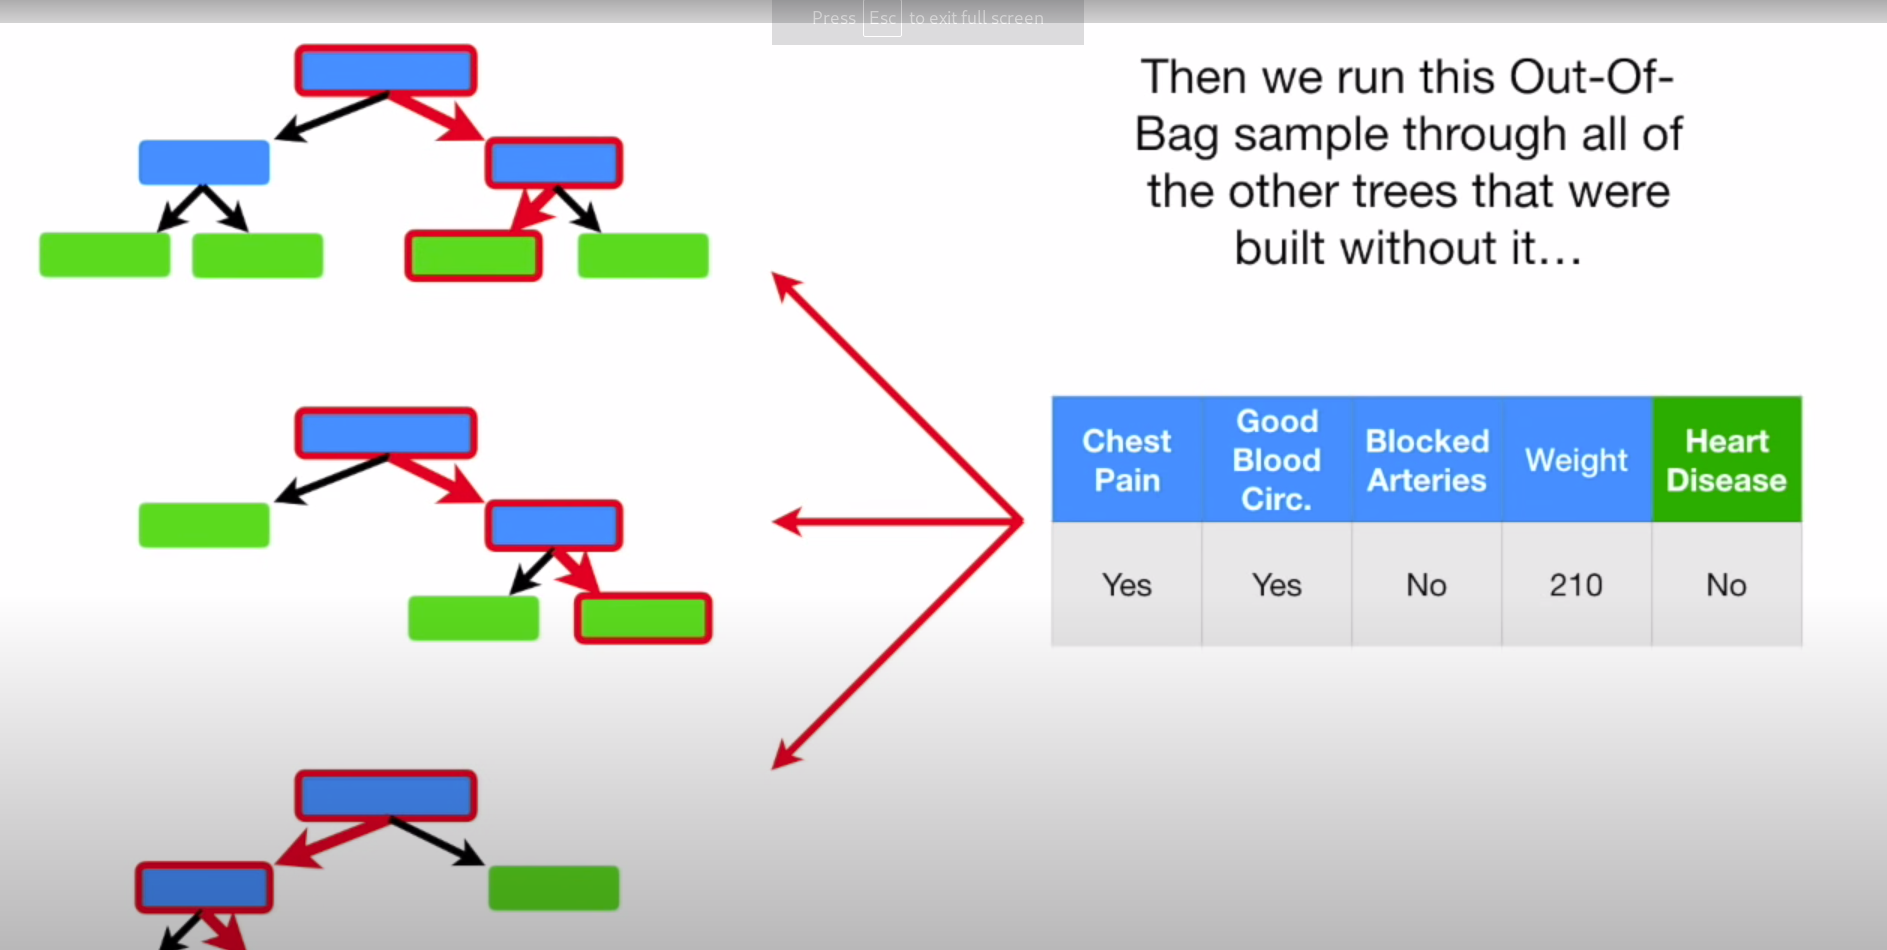 Press Esc to exit full screen
Then we run this Out-Of-
Bag sample through all of
the other trees that were
built without it...
Chest
Pain
Good
Blood
Circ.
Blocked
Arteries
Weight
Heart
Disease
Yes
Yes
No
210
No